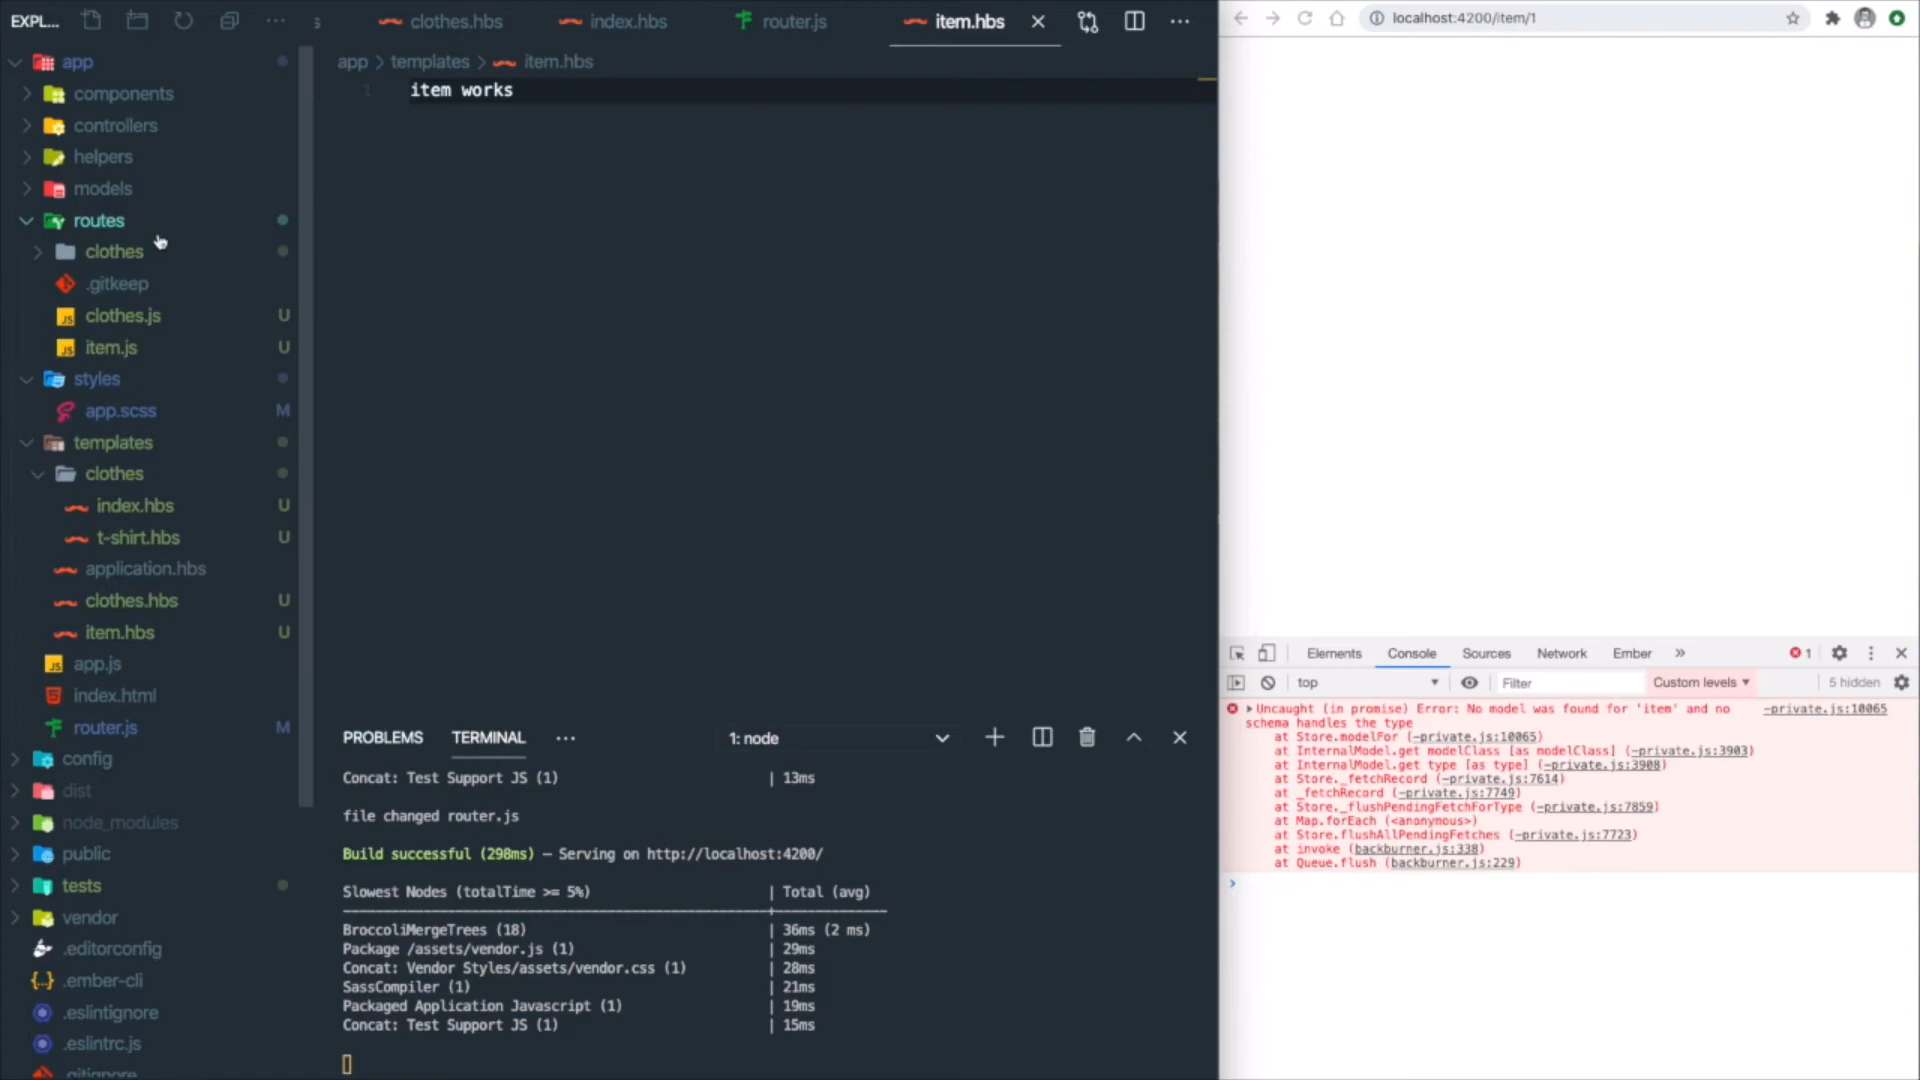 EXPL...
s
clothes.hbs
index.hbs
router.js
item.hbs
app > templates > item.hbs
1 item works
app
components
controllers
helpers
models
routes
clothes
.gitkeep
clothes.js U
item.js U
styles
app.scss M
templates
clothes
index.hbs U
t-shirt.hbs U
application.hbs
clothes.hbs U
item.hbs U
app.js
index.html
router.js M
config
dist
node_modules
public
tests
vendor
.editorconfig
.ember-cli
.eslintignore
.eslintrc.js
.gitignore
PROBLEMS
TERMINAL
...
1: node
Concat: Test Support JS (1) | 13ms
file changed router.js
Build successful (298ms) – Serving on http://localhost:4200/
Slowest Nodes (totalTime >= 5%) | Total (avg)
BroccoliMergeTrees (18) | 36ms (2 ms)
Package /assets/vendor.js (1) | 29ms
Concat: Vendor Styles/assets/vendor.css (1) | 28ms
SassCompiler (1) | 21ms
Packaged Application Javascript (1) | 19ms
Concat: Test Support JS (1) | 15ms
localhost:4200/item/1
Elements
Console
Sources
Network
Ember
»
1
top
Filter
Custom levels
5 hidden
Uncaught (in promise) Error: No model was found for 'item' and no -private.js:10065
schema handles the type
at Store.modelFor (-private.js:10065)
at InternalModel.get modelClass [as modelClass] (-private.js:3903)
at InternalModel.get type [as type] (-private.js:3908)
at Store._fetchRecord (-private.js:7614)
at _fetchRecord (-private.js:7749)
at Store._flushPendingFetchForType (-private.js:7859)
at Map.forEach (<anonymous>)
at Store.flushAllPendingFetches (-private.js:7723)
at invoke (backburner.js:338)
at Queue.flush (backburner.js:229)